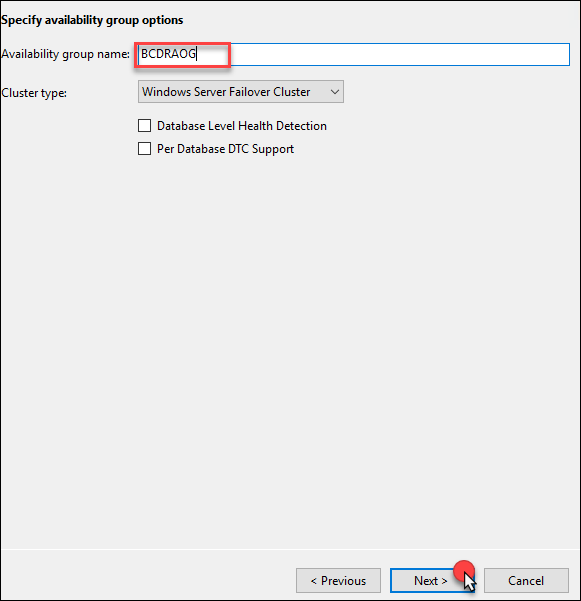 Specify availability group options
Availability group name: BCDRAOG
Cluster type: Windows Server Failover Cluster
Database Level Health Detection
Per Database DTC Support
< Previous Next > Cancel